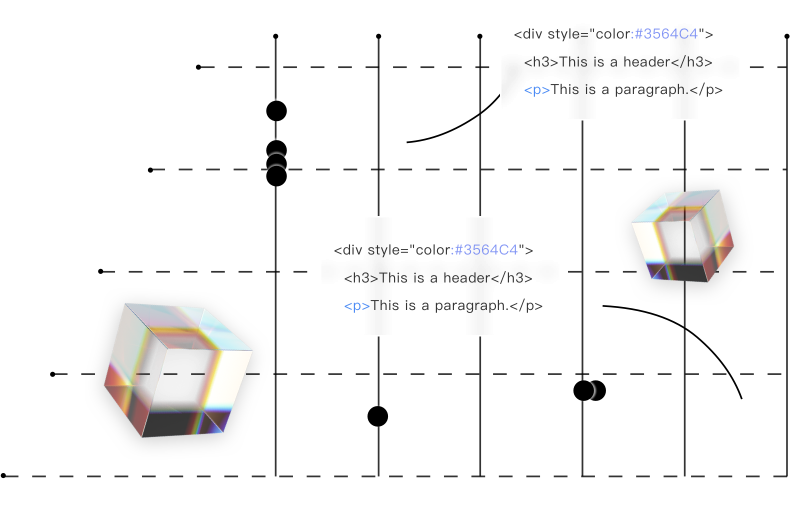 <div style="color:#3564C4">
<h3>This is a header</h3>
<p>This is a paragraph.</p>
<div style="color:#3564C4">
<h3>This is a header</h3>
<p>This is a paragraph.</p>